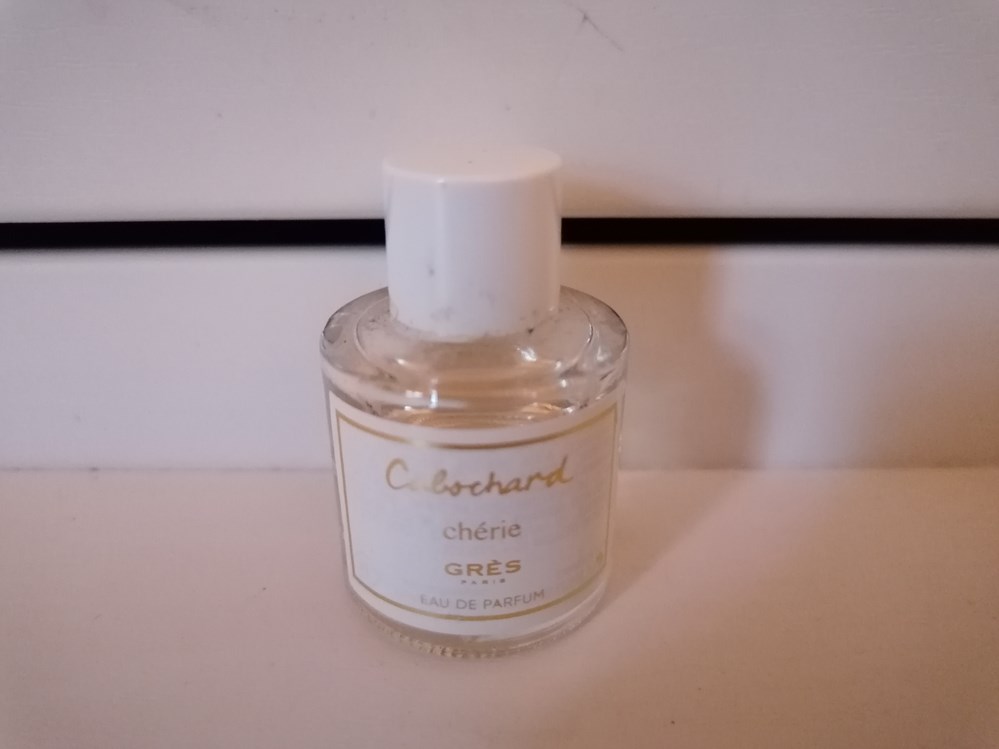 Cabochard
chérie
GRÈS
PARIS
EAU DE PARFUM